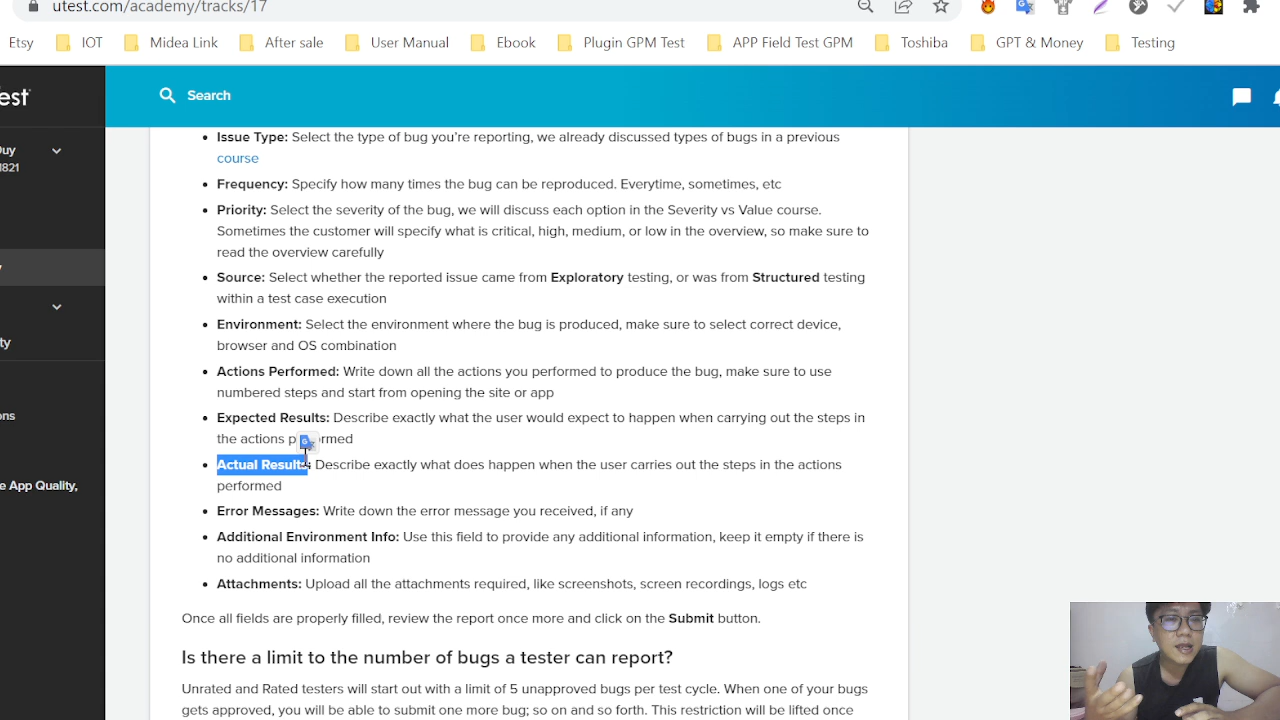 utest.com/academy/tracks/17
Etsy IOT Midea Link After sale User Manual Ebook Plugin GPM Test APP Field Test GPM Toshiba GPT & Money Testing
est
Search
Duy
1821
• Issue Type: Select the type of bug you're reporting, we already discussed types of bugs in a previous
course
• Frequency: Specify how many times the bug can be reproduced. Everytime, sometimes, etc
• Priority: Select the severity of the bug, we will discuss each option in the Severity vs Value course.
Sometimes the customer will specify what is critical, high, medium, or low in the overview, so make sure to
read the overview carefully
• Source: Select whether the reported issue came from Exploratory testing, or was from Structured testing
within a test case execution
• Environment: Select the environment where the bug is produced, make sure to select correct device,
browser and OS combination
• Actions Performed: Write down all the actions you performed to produce the bug, make sure to use
numbered steps and start from opening the site or app
• Expected Results: Describe exactly what the user would expect to happen when carrying out the steps in
the actions performed
• Actual Results: Describe exactly what does happen when the user carries out the steps in the actions
performed
• Error Messages: Write down the error message you received, if any
• Additional Environment Info: Use this field to provide any additional information, keep it empty if there is
no additional information
• Attachments: Upload all the attachments required, like screenshots, screen recordings, logs etc
Once all fields are properly filled, review the report once more and click on the Submit button.
Is there a limit to the number of bugs a tester can report?
Unrated and Rated testers will start out with a limit of 5 unapproved bugs per test cycle. When one of your bugs
gets approved, you will be able to submit one more bug; so on and so forth. This restriction will be lifted once
ty
ons
e App Quality,